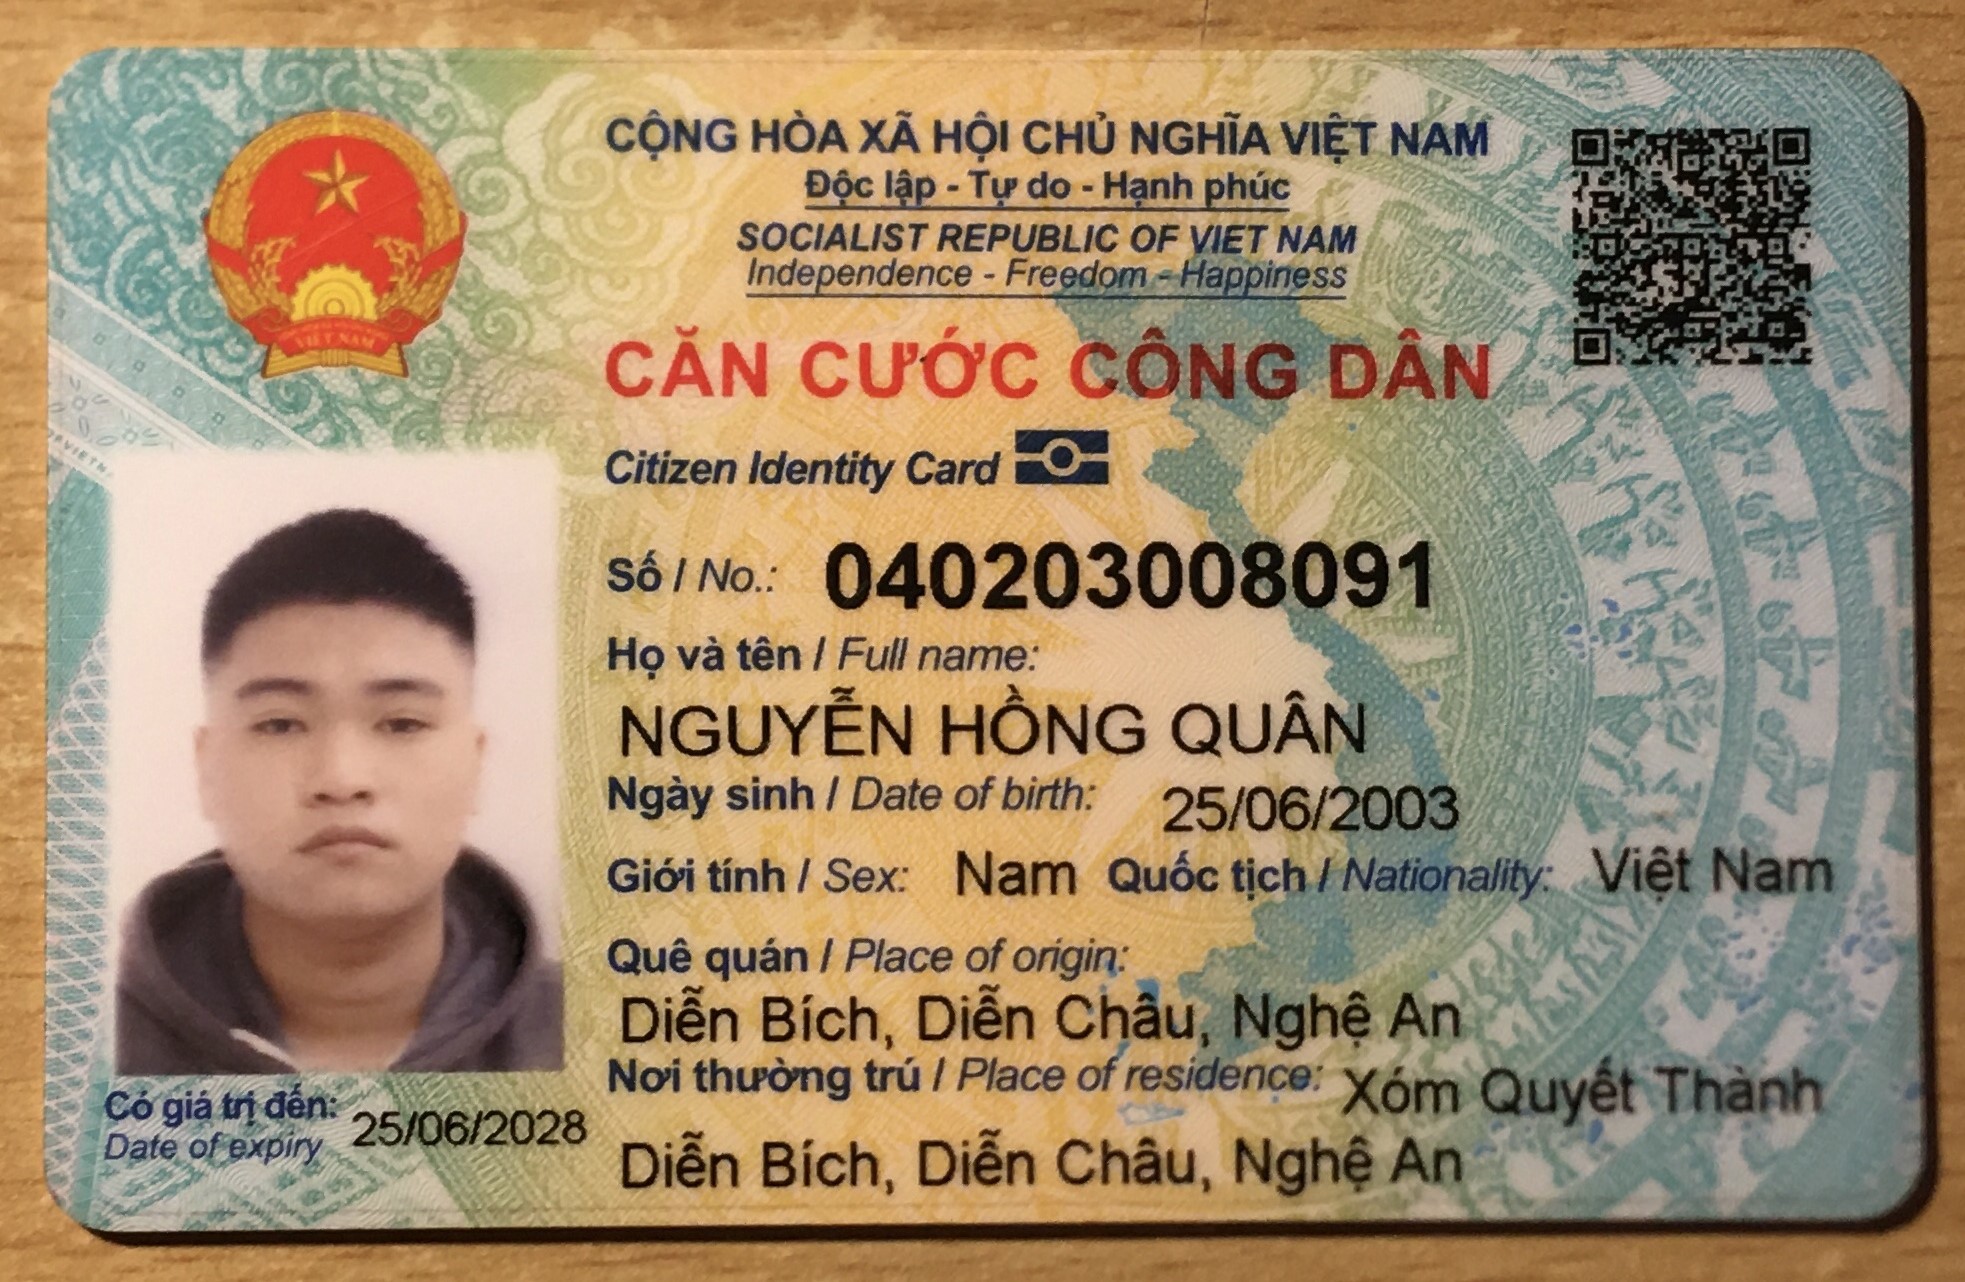 CỘNG HÒA XÃ HỘI CHỦ NGHĨA VIỆT NAM
Độc lập - Tự do - Hạnh phúc
SOCIALIST REPUBLIC OF VIET NAM
Independence - Freedom - Happiness
CĂN CƯỚC CÔNG DÂN
Citizen Identity Card
Số / No.: 040203008091
Họ và tên / Full name:
NGUYỄN HỒNG QUÂN
Ngày sinh / Date of birth: 25/06/2003
Giới tính / Sex: Nam Quốc tịch / Nationality: Việt Nam
Quê quán / Place of origin:
Diễn Bích, Diễn Châu, Nghệ An
Nơi thường trú / Place of residence: Xóm Quyết Thành
Diễn Bích, Diễn Châu, Nghệ An
Có giá trị đến: 25/06/2028
Date of expiry
VIỆT NAM